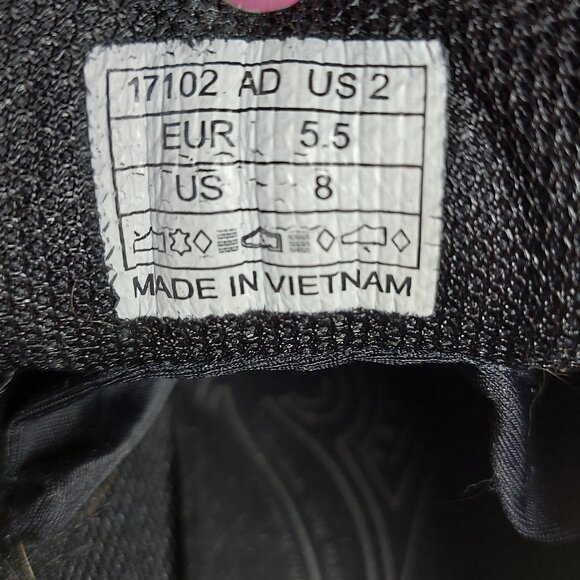 17102 AD US 2
EUR 5.5
US 8
MADE IN VIETNAM